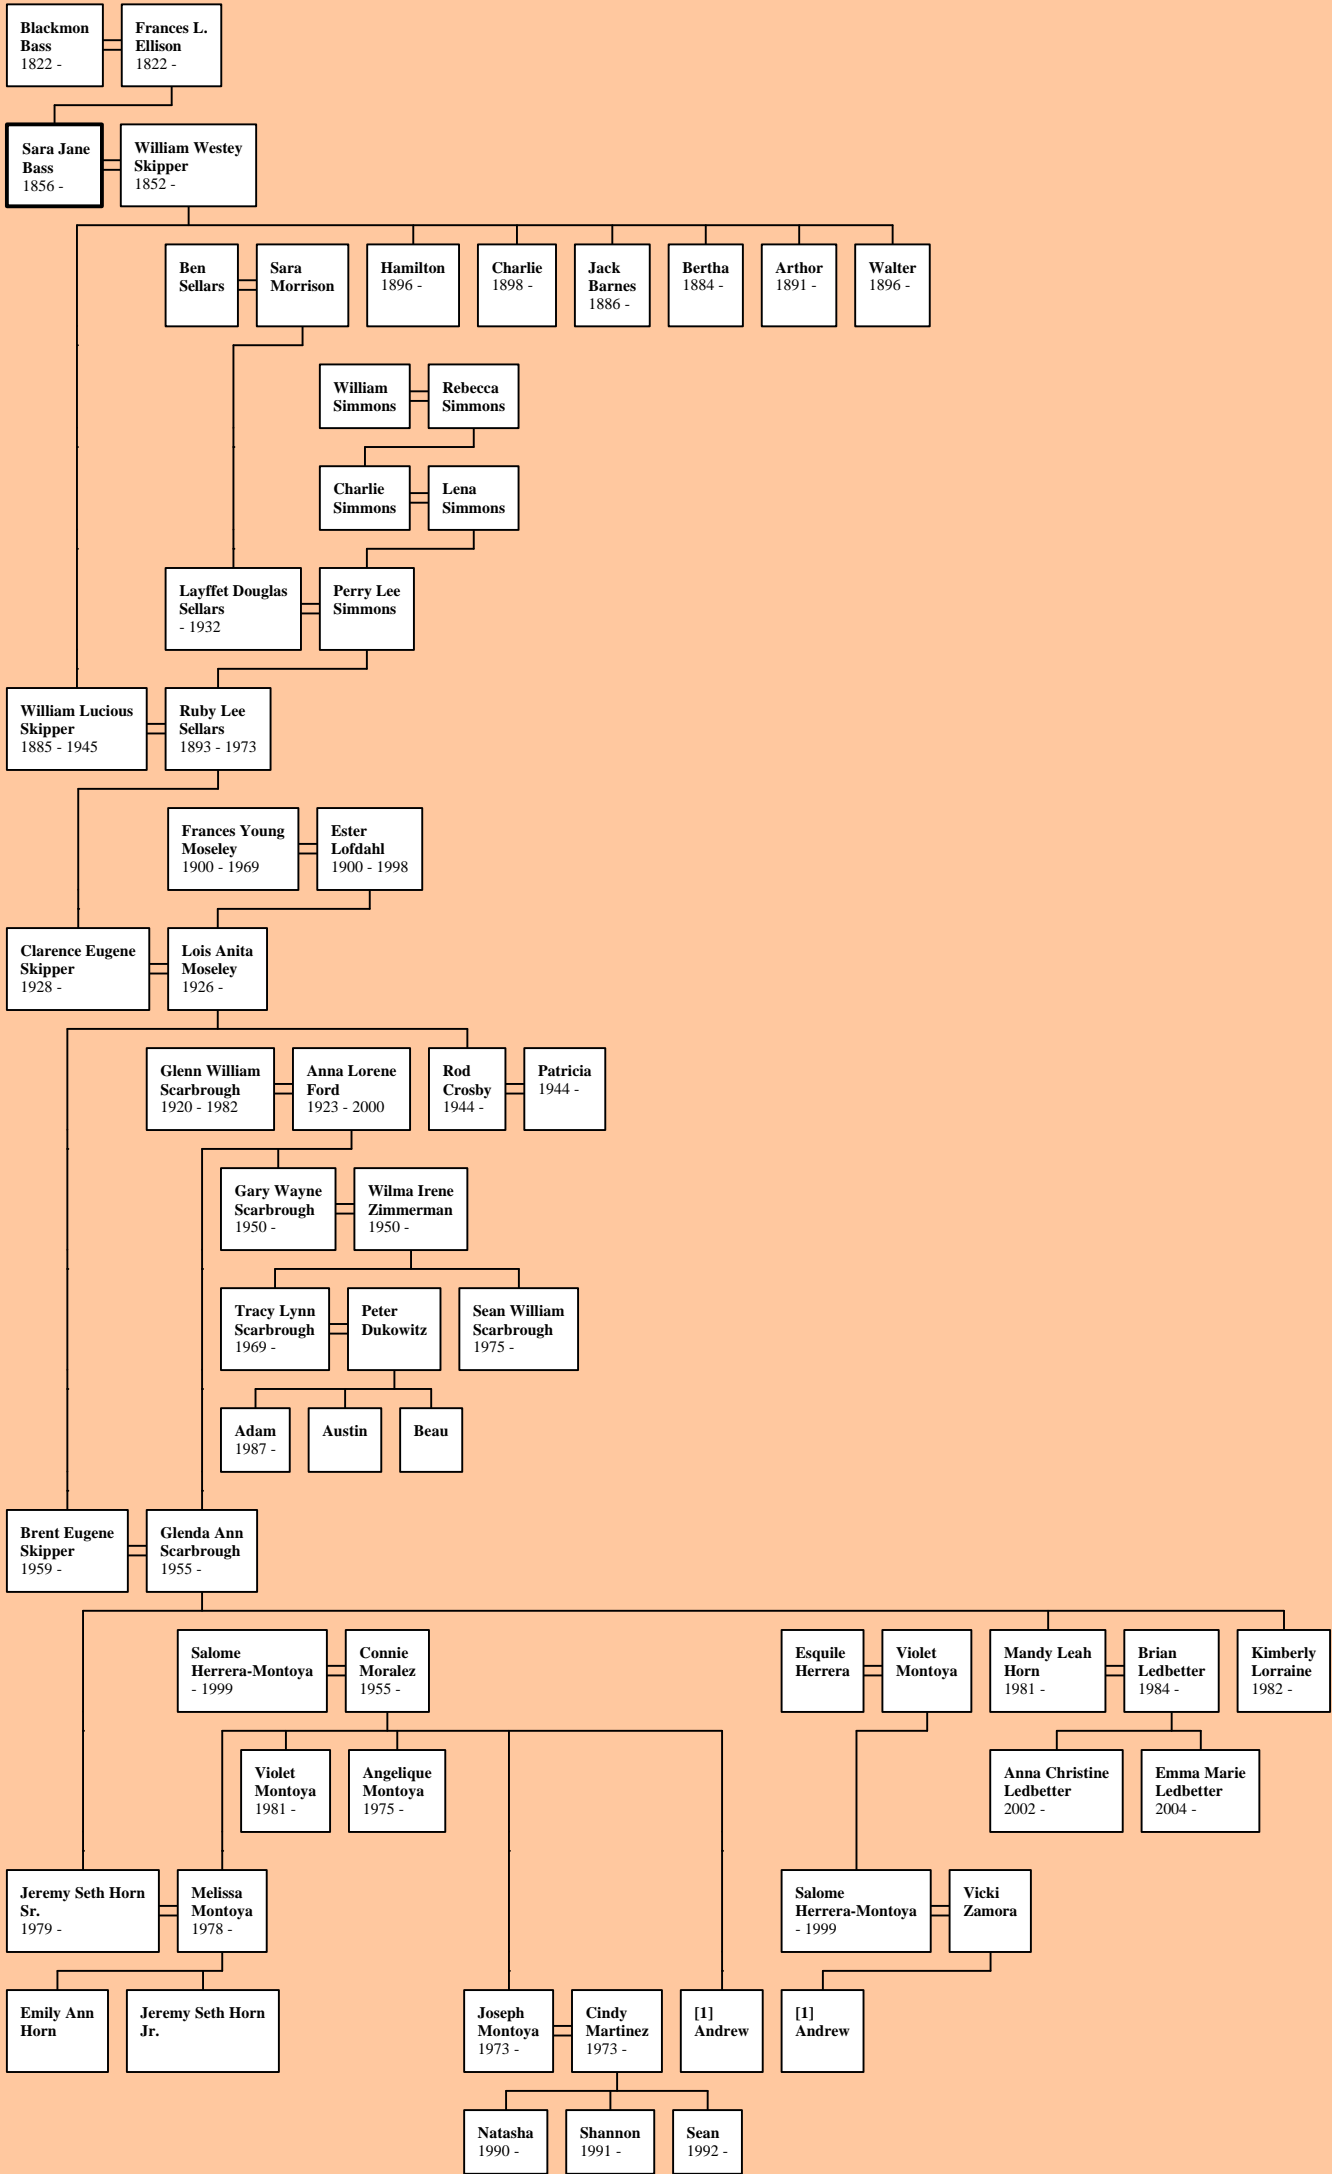 Blackmon
Bass
1822 -
Frances L.
Ellison
1822 -
Sara Jane
Bass
1856 -
William Westey
Skipper
1852 -
Ben
Sellars
Sara
Morrison
Hamilton
1896 -
Charlie
1898 -
Jack
Barnes
1886 -
Bertha
1884 -
Arthor
1891 -
Walter
1896 -
William
Simmons
Rebecca
Simmons
Charlie
Simmons
Lena
Simmons
Layffet Douglas
Sellars
- 1932
Perry Lee
Simmons
William Lucious
Skipper
1885 - 1945
Ruby Lee
Sellars
1893 - 1973
Frances Young
Moseley
1900 - 1969
Ester
Lofdahl
1900 - 1998
Clarence Eugene
Skipper
1928 -
Lois Anita
Moseley
1926 -
Glenn William
Scarbrough
1920 - 1982
Anna Lorene
Ford
1923 - 2000
Rod
Crosby
1944 -
Patricia
1944 -
Gary Wayne
Scarbrough
1950 -
Wilma Irene
Zimmerman
1950 -
Tracy Lynn
Scarbrough
1969 -
Peter
Dukowitz
Sean William
Scarbrough
1975 -
Adam
1987 -
Austin
Beau
Brent Eugene
Skipper
1959 -
Glenda Ann
Scarbrough
1955 -
Salome
Herrera-Montoya
- 1999
Connie
Moralez
1955 -
Esquile
Herrera
Violet
Montoya
Mandy Leah
Horn
1981 -
Brian
Ledbetter
1984 -
Kimberly
Lorraine
1982 -
Violet
Montoya
1981 -
Angelique
Montoya
1975 -
Anna Christine
Ledbetter
2002 -
Emma Marie
Ledbetter
2004 -
Jeremy Seth Horn
Sr.
1979 -
Melissa
Montoya
1978 -
Salome
Herrera-Montoya
- 1999
Vicki
Zamora
Emily Ann
Horn
Jeremy Seth Horn
Jr.
Joseph
Montoya
1973 -
Cindy
Martinez
1973 -
[1]
Andrew
[1]
Andrew
Natasha
1990 -
Shannon
1991 -
Sean
1992 -